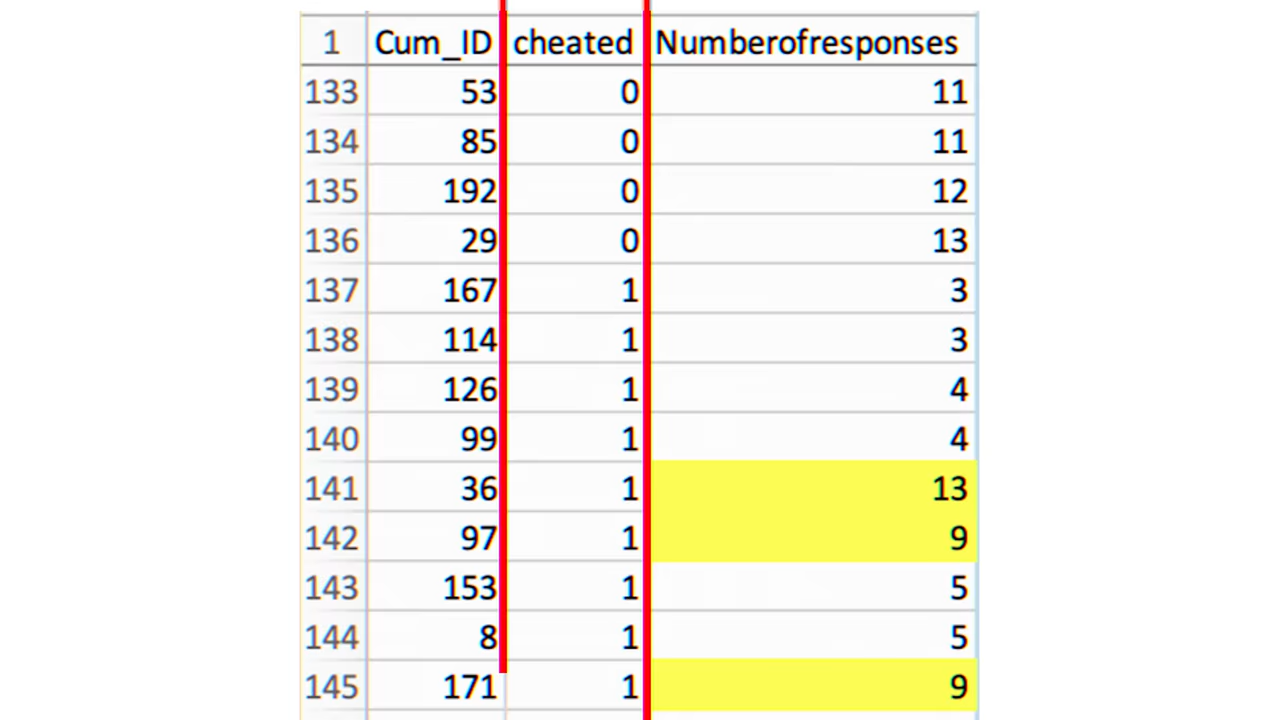 1 Cum_ID cheated Numberofresponses
133 53 0 11
134 85 0 11
135 192 0 12
136 29 0 13
137 167 1 3
138 114 1 3
139 126 1 4
140 99 1 4
141 36 1 13
142 97 1 9
143 153 1 5
144 8 1 5
145 171 1 9